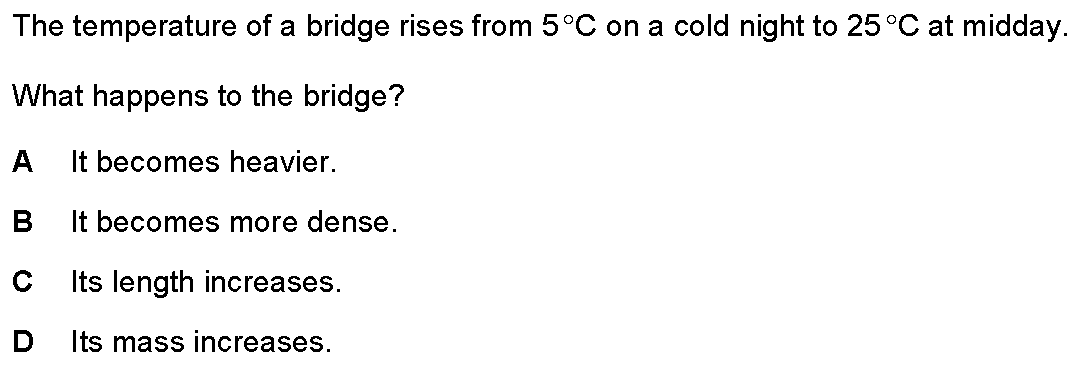 The temperature of a bridge rises from 5 °C on a cold night to 25 °C at midday.
What happens to the bridge?
A It becomes heavier.
B It becomes more dense.
C Its length increases.
D Its mass increases.